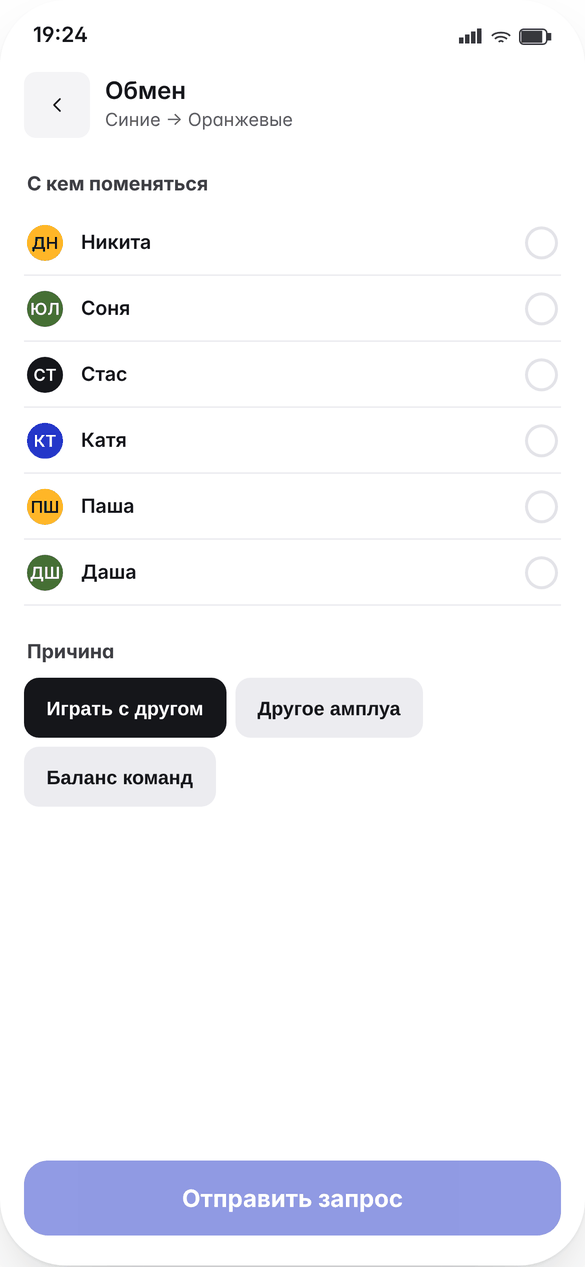 19:24
Обмен
Синие → Оранжевые
С кем поменяться
ДН Никита
ЮЛ Соня
СТ Стас
КТ Катя
ПШ Паша
ДШ Даша
Причина
Играть с другом Другое амплуа
Баланс команд
Отправить запрос